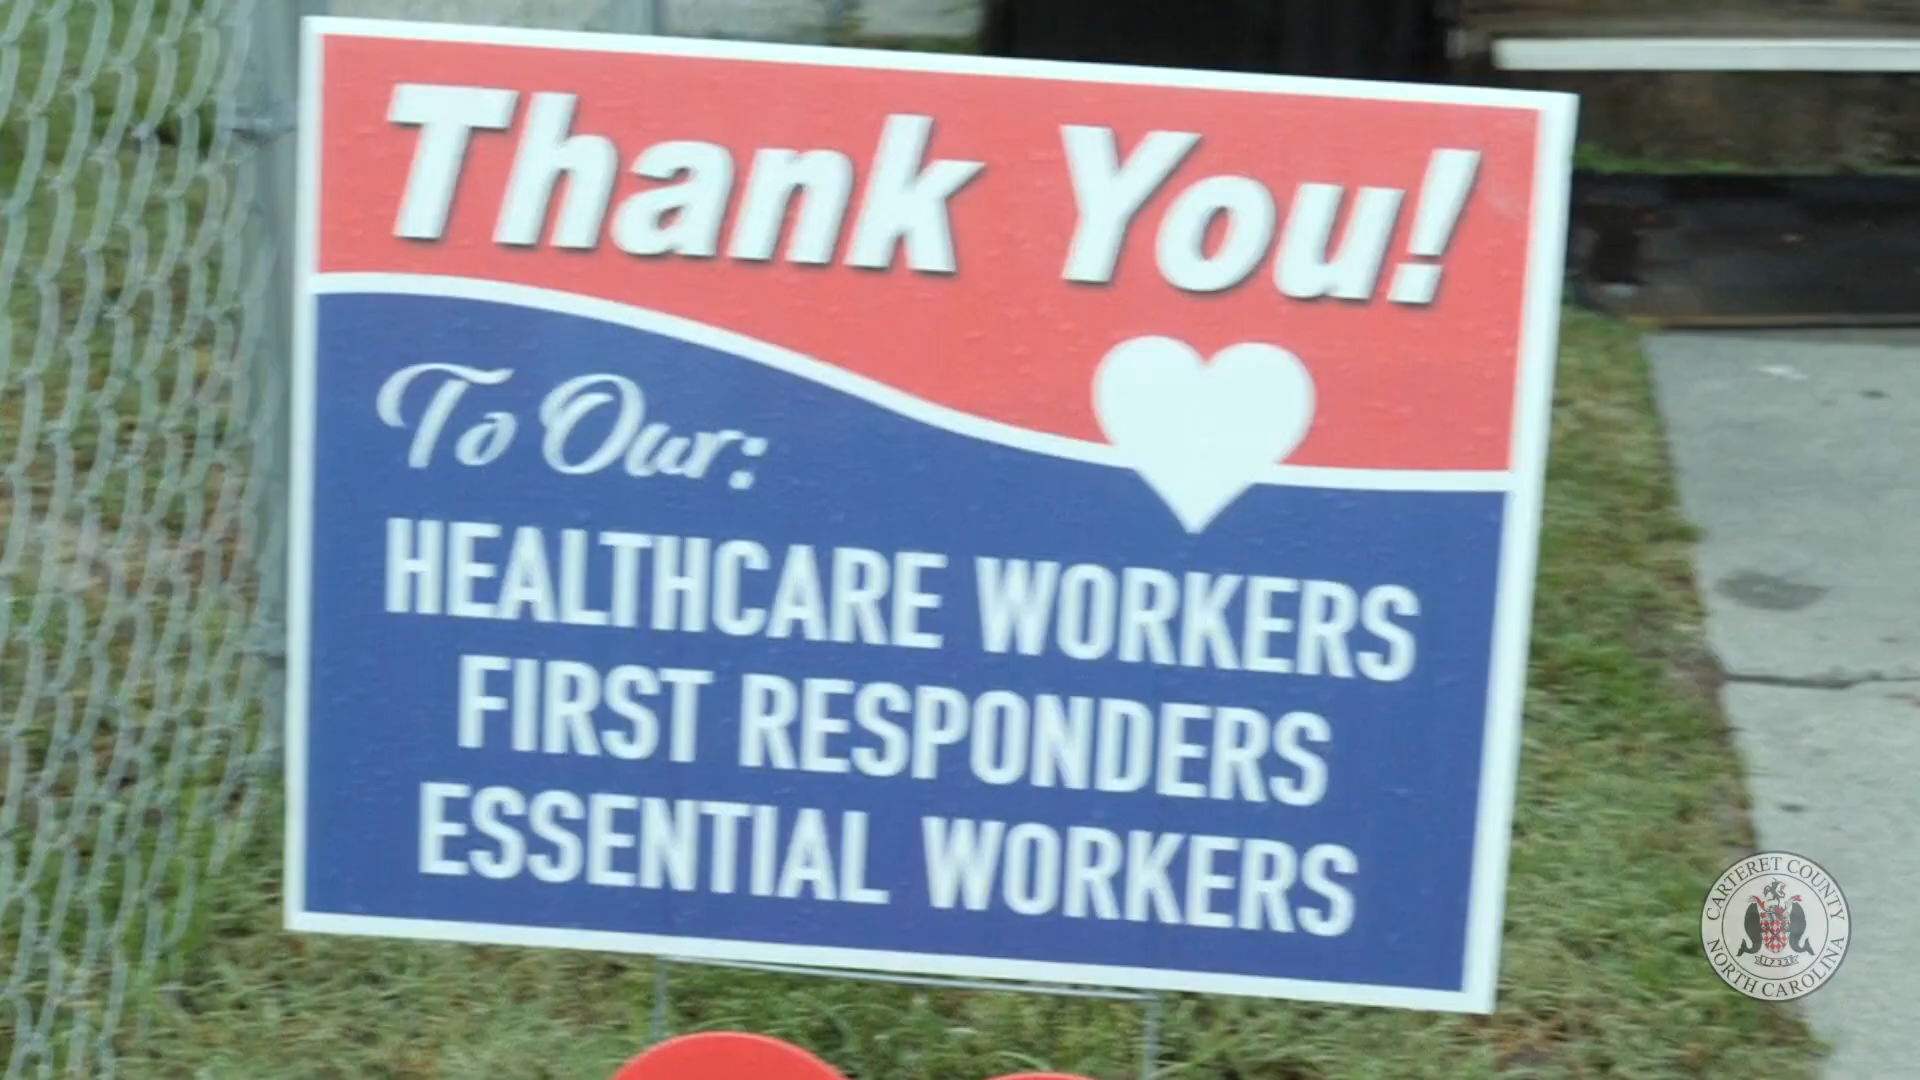 Thank You!
To Our:
HEALTHCARE WORKERS
FIRST RESPONDERS
ESSENTIAL WORKERS
CARTERET COUNTY
NORTH CAROLINA